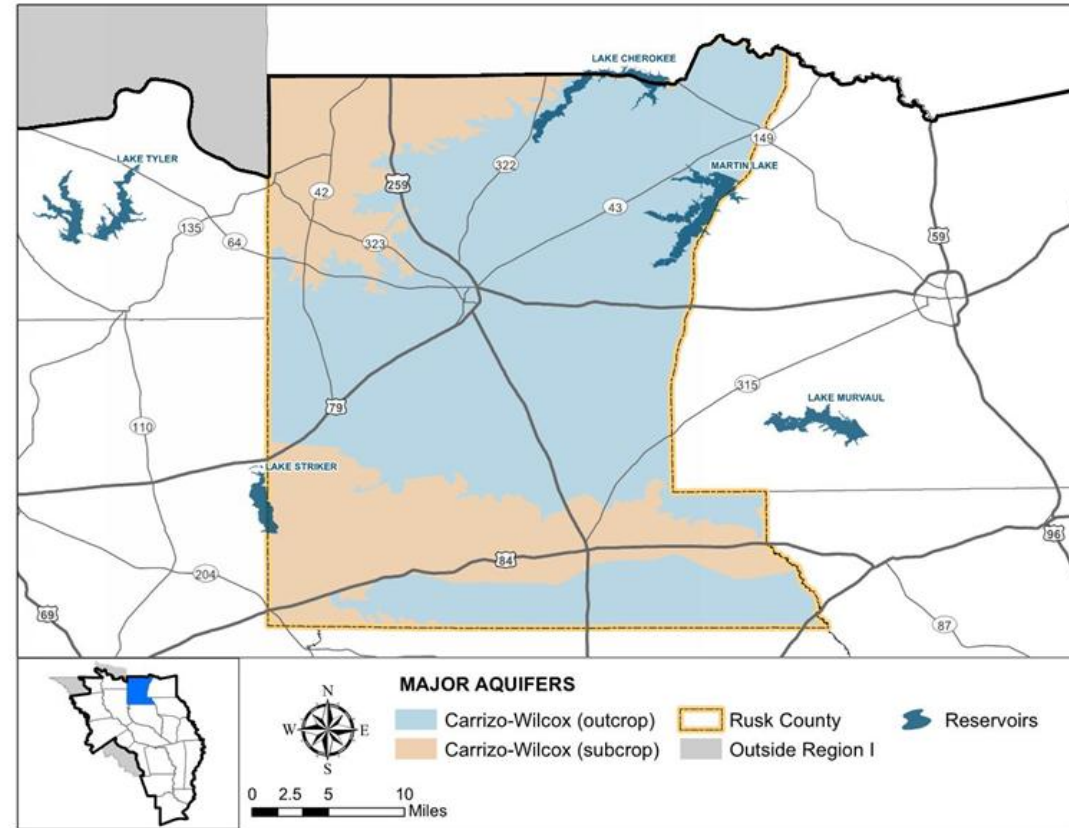 LAKE CHEROKEE
149
LAKE TYLER
MARTIN LAKE
322
259
42
43
135
323
64
59
315
LAKE MURVAUL
79
110
LAKE STRIKER
96
84
204
69
87
MAJOR AQUIFERS
Carrizo-Wilcox (outcrop)
Carrizo-Wilcox (subcrop)
Rusk County
Outside Region I
Reservoirs
N
W
E
S
0 2.5 5 10
Miles